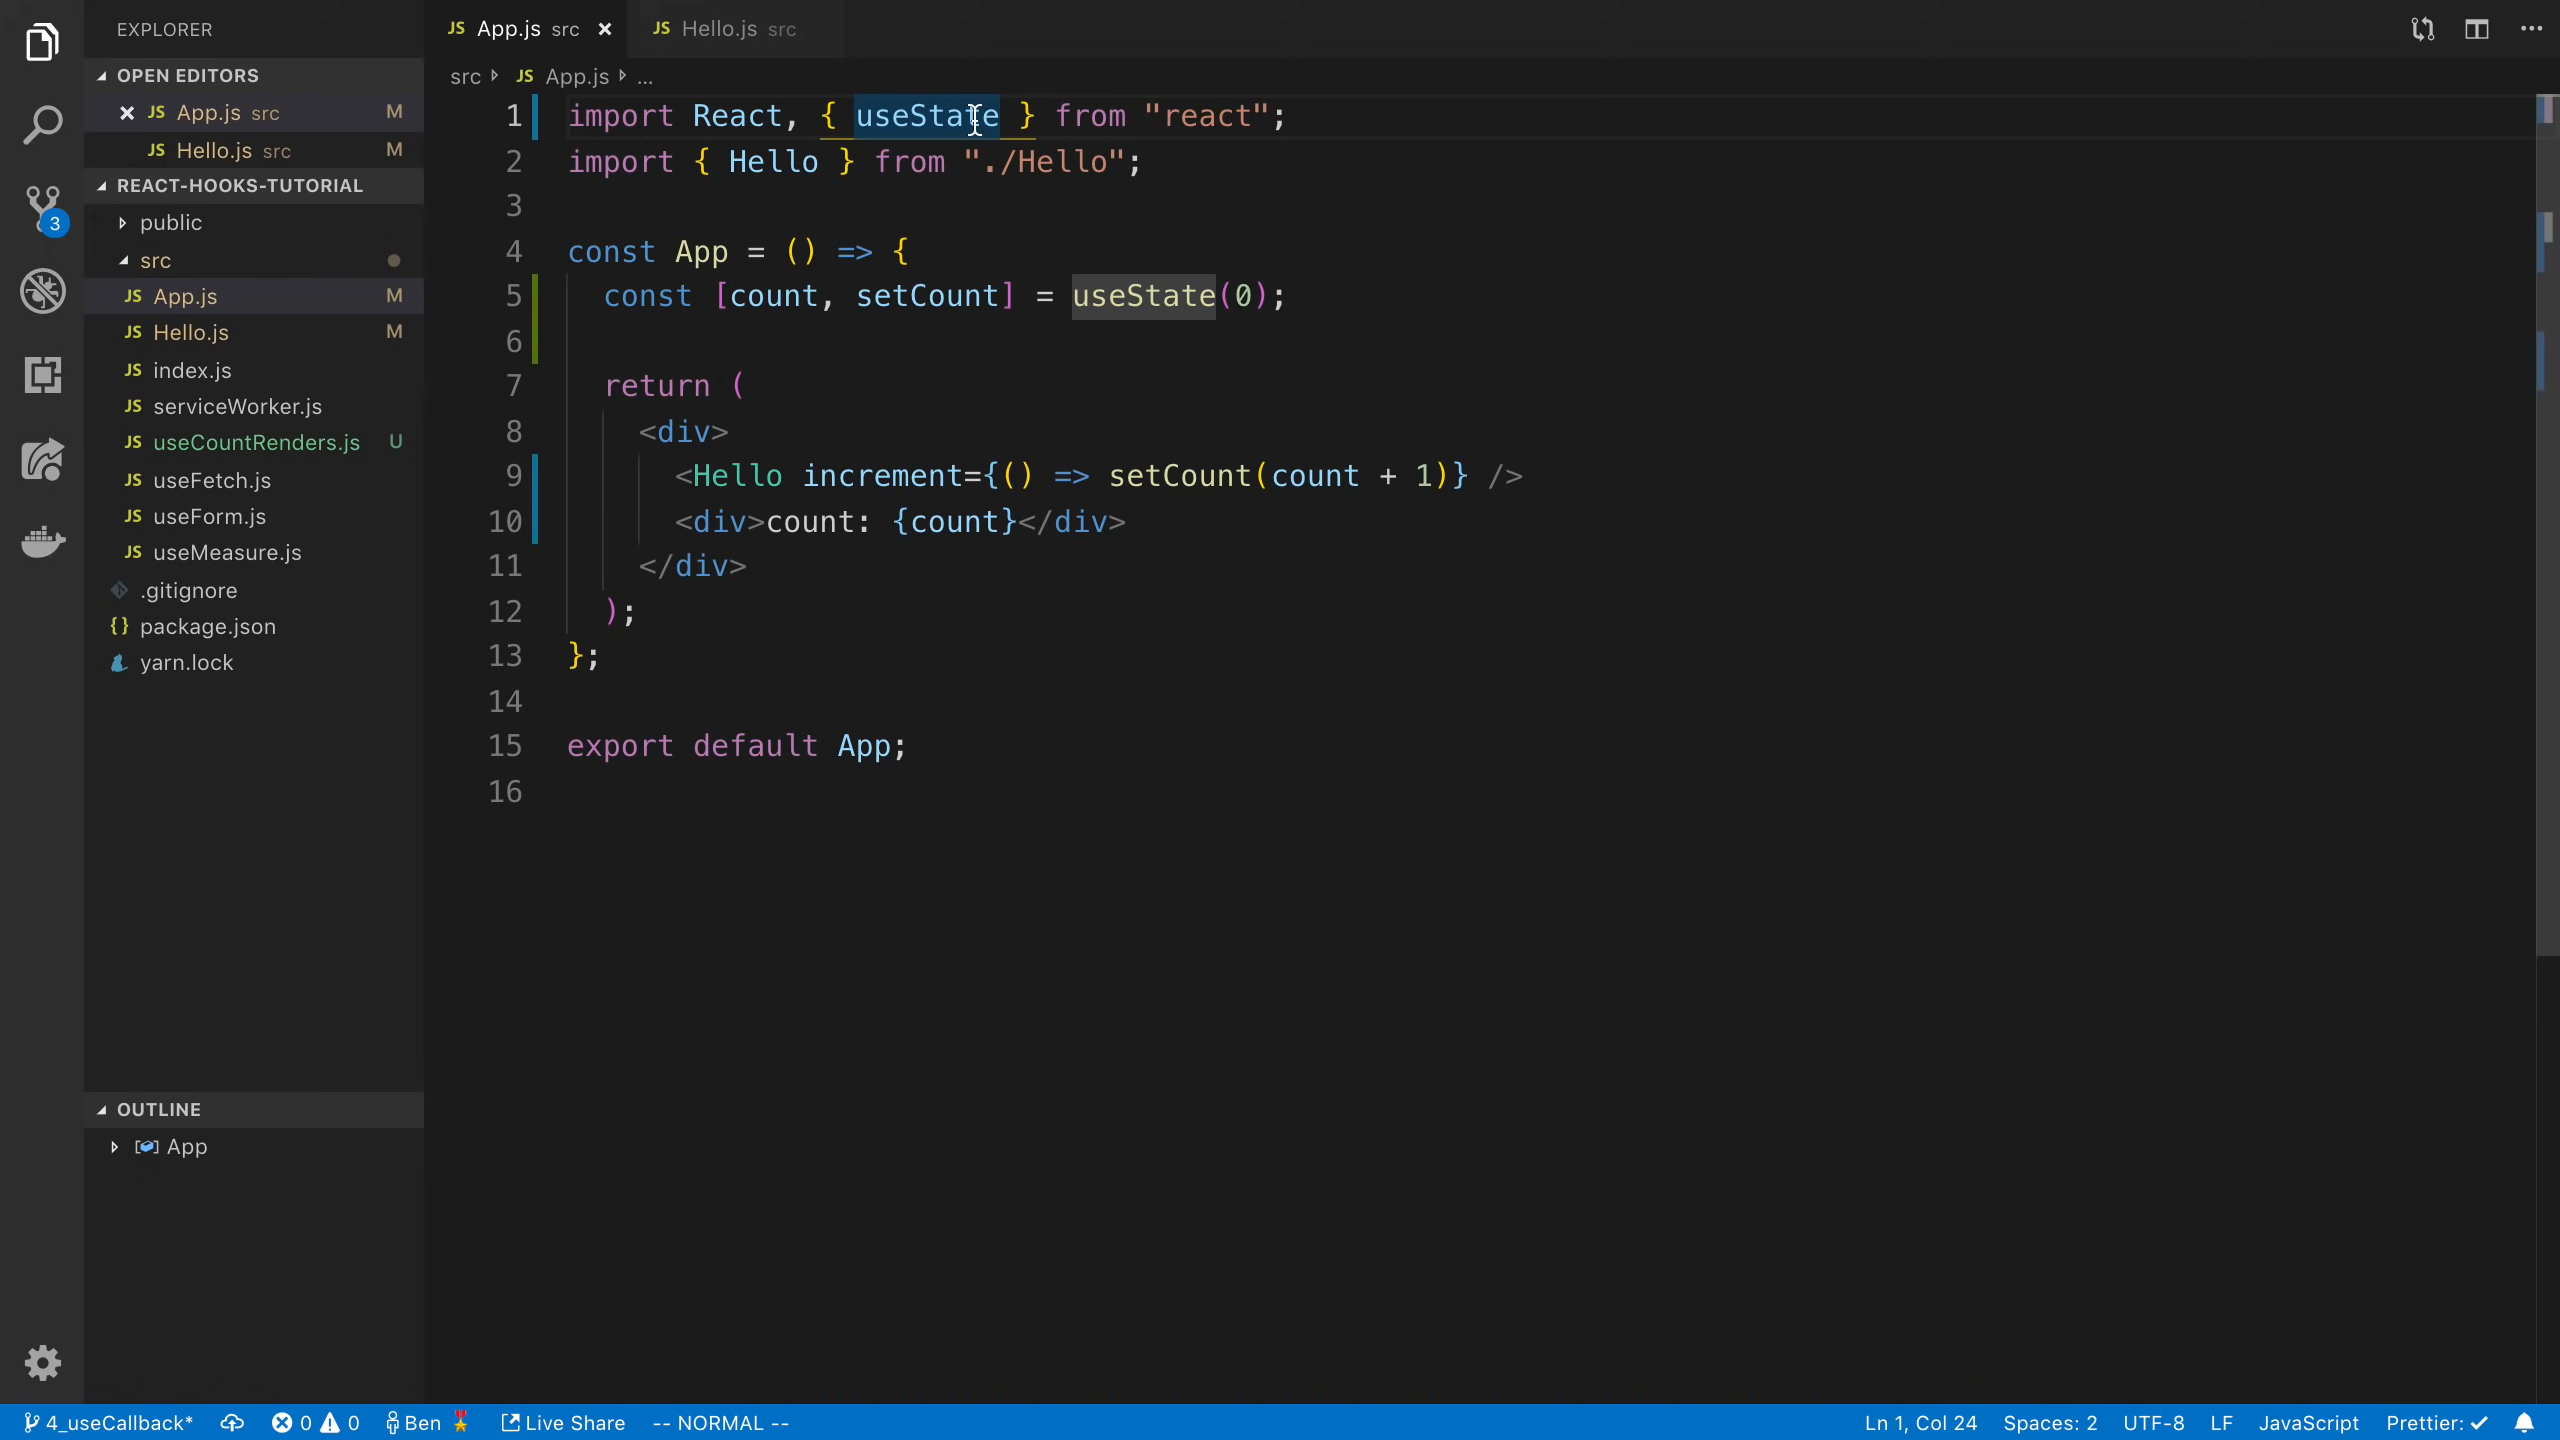 EXPLORER
OPEN EDITORS
JS App.js src M
JS Hello.js src M
REACT-HOOKS-TUTORIAL
public
src
JS App.js M
JS Hello.js M
JS index.js
JS serviceWorker.js
JS useCountRenders.js U
JS useFetch.js
JS useForm.js
JS useMeasure.js
.gitignore
{} package.json
yarn.lock
OUTLINE
App
3
JS App.js src
JS Hello.js src
src JS App.js ...
1 import React, { useState } from "react";
2 import { Hello } from "./Hello";
3
4 const App = () => {
5 const [count, setCount] = useState(0);
6
7 return (
8 <div>
9 <Hello increment={() => setCount(count + 1)} />
10 <div>count: {count}</div>
11 </div>
12 );
13 };
14
15 export default App;
16
4_useCallback* 0 0 Ben Live Share -- NORMAL -- Ln 1, Col 24 Spaces: 2 UTF-8 LF JavaScript Prettier: ✓